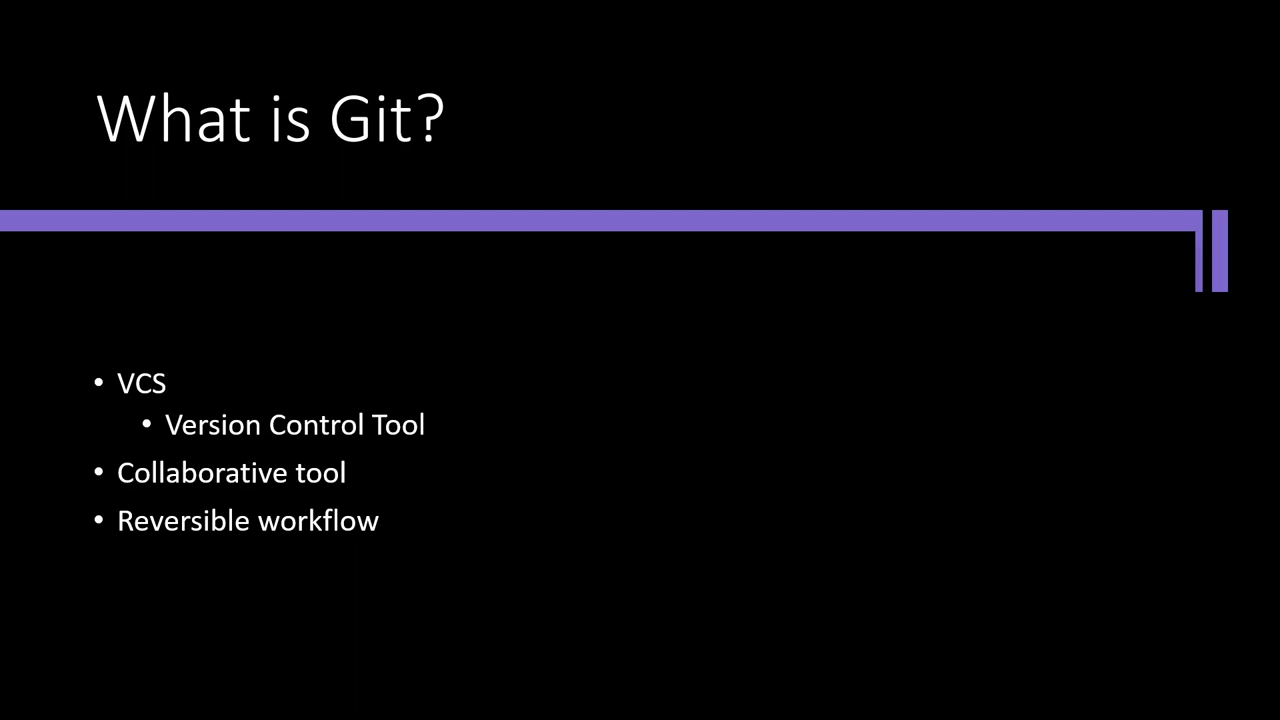 What is Git?
• VCS
• Version Control Tool
• Collaborative tool
• Reversible workflow